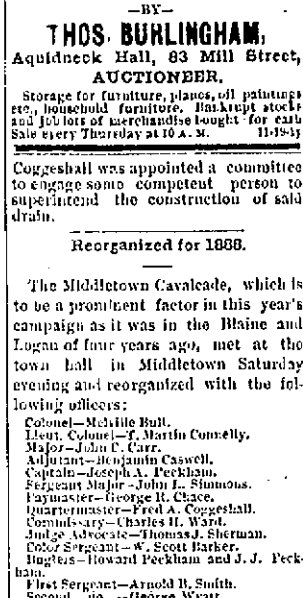 —BY—
THOS. BURLINGHAM,
Aquidneck Hall, 83 Mill Street,
AUCTIONEER.
Storage for furniture, pianos, oil paintings
etc., household furniture. Bankrupt stocks
and job lots of merchandise bought for cash
Sale every Thursday at 10 A. M. 11-19-tf
Coggeshall was appointed a committee
to engage some competent person to
superintend the construction of said
drain.
Reorganized for 1888.
The Middletown Cavalcade, which is
to be a prominent factor in this year's
campaign as it was in the Blaine and
Logan of four years ago, met at the
town hall in Middletown Saturday
evening and reorganized with the fol-
lowing officers:
Colonel—Melville Bull.
Lieut. Colonel—T. Martin Connelly.
Major—John C. Carr.
Adjutant—Benjamin Caswell.
Captain—Joseph A. Peckham.
Sergeant Major—John L. Simmons.
Paymaster—George R. Chace.
Quartermaster—Fred A. Coggeshall.
Commissary—Charles H. Ward.
Judge Advocate—Thomas J. Sherman.
Color Sergeant—W. Scott Barker.
Buglers—Howard Peckham and J. J. Peck-
ham.
First Sergeant—Arnold B. Smith.
Second do —George Wyatt